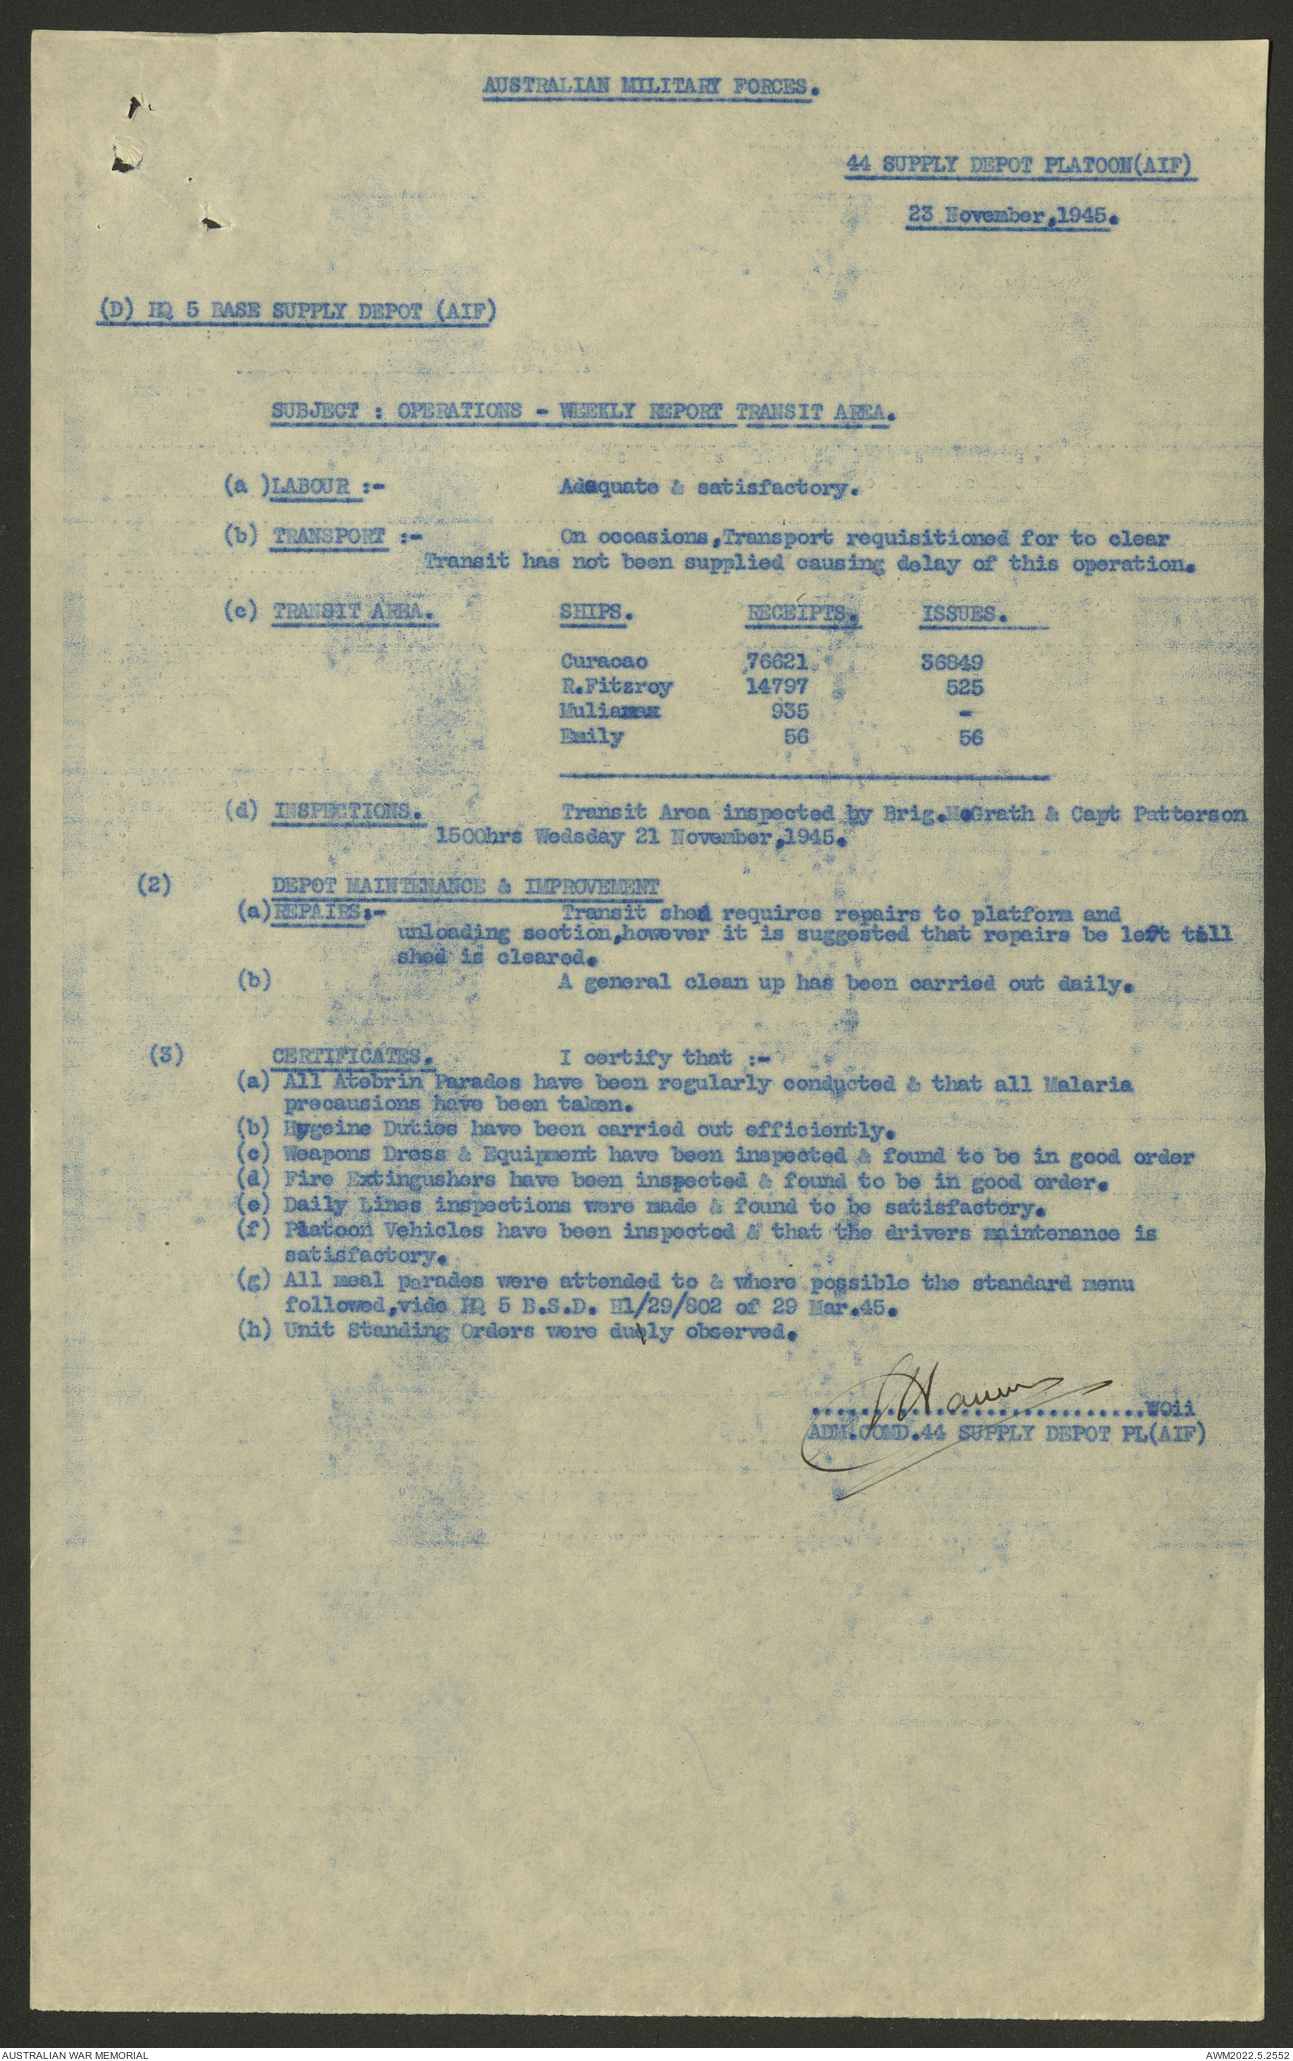 AUSTRALIAN MILITARY FORCES.
44 SUPPLY DEPOT PLATOON(AIF)
23 November,1945.
(D) HQ 5 BASE SUPPLY DEPOT (AIF)
SUBJECT : OPERATIONS - WEEKLY REPORT TRANSIT AREA.
(a )LABOUR :- Adequate & satisfactory.
(b) TRANSPORT :- On occasions,Transport requisitioned for to clear
Transit has not been supplied causing delay of this operation.
(c) TRANSIT AREA. SHIPS. RECEIPTS. ISSUES.
Curacao 76621 36849
R.Fitzroy 14797 525
Muliamax 935 -
Emily 56 56
(d) INSPECTIONS. Transit Area inspected by Brig.McGrath & Capt Patterson
1500hrs Wedsday 21 November,1945.
(2) DEPOT MAINTENANCE & IMPROVEMENT
(a)REPAIRS:- Transit shed requires repairs to platform and
unloading section,however it is suggested that repairs be left till
shed is cleared.
(b) A general clean up has been carried out daily.
(3) CERTIFICATES. I certify that :-
(a) All Atebrin Parades have been regularly conducted & that all Malaria
precausions have been taken.
(b) Hygeine Duties have been carried out efficiently.
(c) Weapons Dress & Equipment have been inspected & found to be in good order
(d) Fire Extingushers have been inspected & found to be in good order.
(e) Daily Lines inspections were made & found to be satisfactory.
(f) Platoon Vehicles have been inspected & that the drivers maintenance is
satisfactory.
(g) All meal parades were attended to & where possible the standard menu
followed,vide HQ 5 B.S.D. H1/29/802 of 29 Mar.45.
(h) Unit Standing Orders were duly observed.
...........................WOii
ADM.COMD.44 SUPPLY DEPOT PL(AIF)
AUSTRALIAN WAR MEMORIAL
AWM2022.5.2552